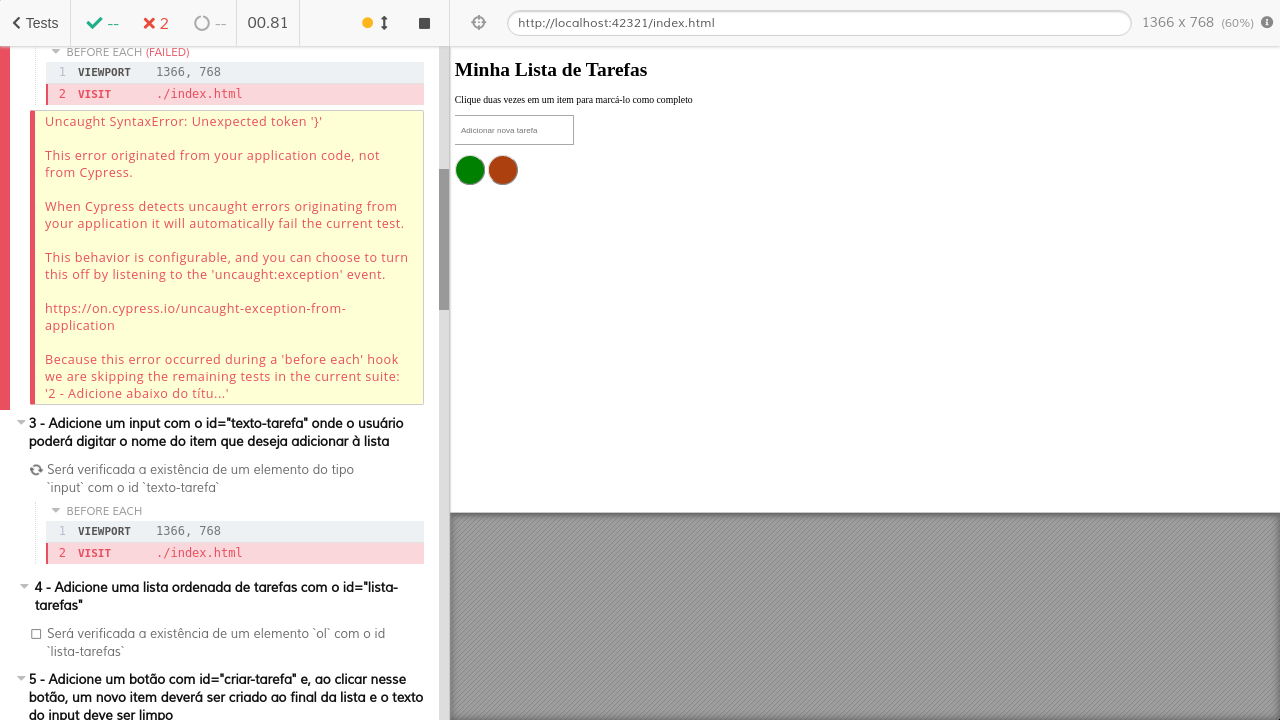 Tests
--
2
--
00.81
http://localhost:42321/index.html
1366 x 768 (60%)
BEFORE EACH (FAILED)
1 VIEWPORT 1366, 768
2 VISIT ./index.html
Uncaught SyntaxError: Unexpected token '}'
This error originated from your application code, not
from Cypress.
When Cypress detects uncaught errors originating from
your application it will automatically fail the current test.
This behavior is configurable, and you can choose to turn
this off by listening to the 'uncaught:exception' event.
https://on.cypress.io/uncaught-exception-from-
application
Because this error occurred during a 'before each' hook
we are skipping the remaining tests in the current suite:
'2 - Adicione abaixo do títu...'
3 - Adicione um input com o id="texto-tarefa" onde o usuário
poderá digitar o nome do item que deseja adicionar à lista
Será verificada a existência de um elemento do tipo
`input` com o id `texto-tarefa`
BEFORE EACH
1 VIEWPORT 1366, 768
2 VISIT ./index.html
4 - Adicione uma lista ordenada de tarefas com o id="lista-
tarefas"
Será verificada a existência de um elemento `ol` com o id
`lista-tarefas`
5 - Adicione um botão com id="criar-tarefa" e, ao clicar nesse
botão, um novo item deverá ser criado ao final da lista e o texto
do input deve ser limpo
Minha Lista de Tarefas
Clique duas vezes em um item para marcá-lo como completo
Adicionar nova tarefa